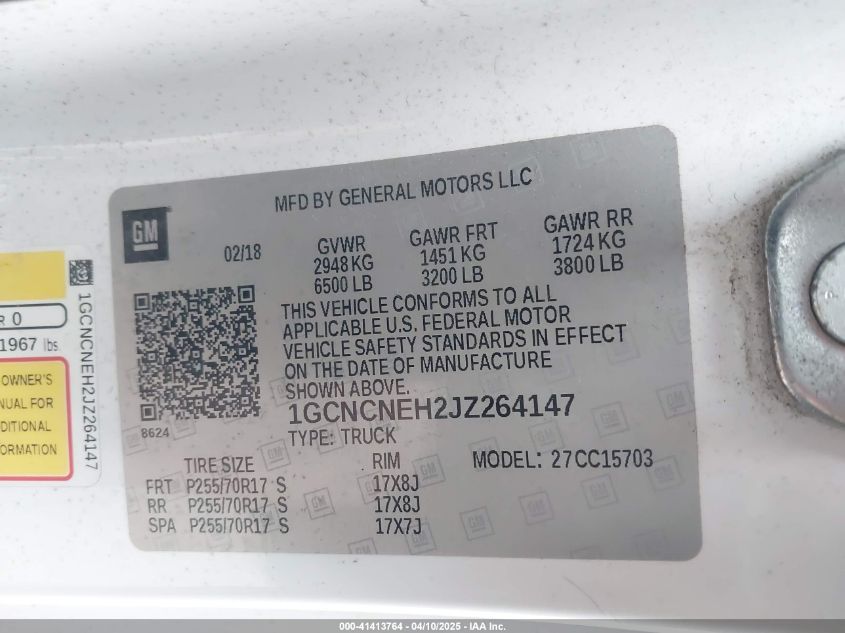 MFD BY GENERAL MOTORS LLC
GM
02/18
GVWR
2948 KG
6500 LB
GAWR FRT
1451 KG
3200 LB
GAWR RR
1724 KG
3800 LB
THIS VEHICLE CONFORMS TO ALL
APPLICABLE U.S. FEDERAL MOTOR
VEHICLE SAFETY STANDARDS IN EFFECT
ON THE DATE OF MANUFACTURE
SHOWN ABOVE.
8624
1GCNCNEH2JZ264147
TYPE: TRUCK
TIRE SIZE RIM MODEL: 27CC15703
FRT P255/70R17 S 17X8J
RR P255/70R17 S 17X8J
SPA P255/70R17 S 17X7J
R 0
1967 lbs
OWNER'S
NUAL FOR
DITIONAL
FORMATION
1GCNCNEH2JZ264147
000-41413764 - 04/10/2025 - IAA Inc.